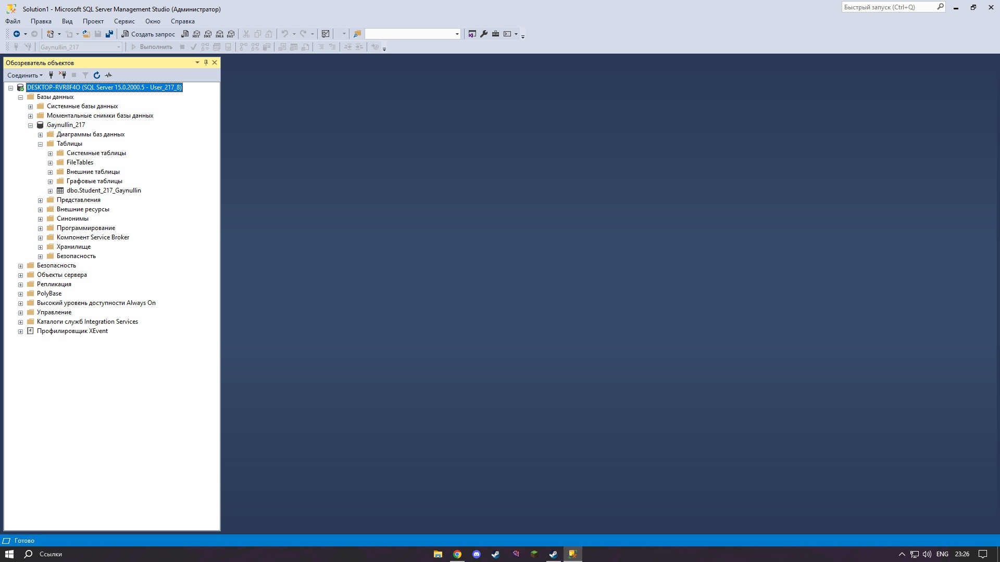 Solution1 - Microsoft SQL Server Management Studio (Администратор)
Быстрый запуск (Ctrl+Q)
Файл Правка Вид Проект Сервис Окно Справка
Создать запрос MDX DMX XMLA DAX
Gaynullin_217 Выполнить
Обозреватель объектов
Соединить
DESKTOP-RVR8F4O (SQL Server 15.0.2000.5 - User_217_8)
Базы данных
Системные базы данных
Моментальные снимки базы данных
Gaynullin_217
Диаграммы баз данных
Таблицы
Системные таблицы
FileTables
Внешние таблицы
Графовые таблицы
dbo.Student_217_Gaynullin
Представления
Внешние ресурсы
Синонимы
Программирование
Компонент Service Broker
Хранилище
Безопасность
Безопасность
Объекты сервера
Репликация
PolyBase
Высокий уровень доступности Always On
Управление
Каталоги служб Integration Services
Профилировщик XEvent
Готово
Ссылки
ENG 23:26